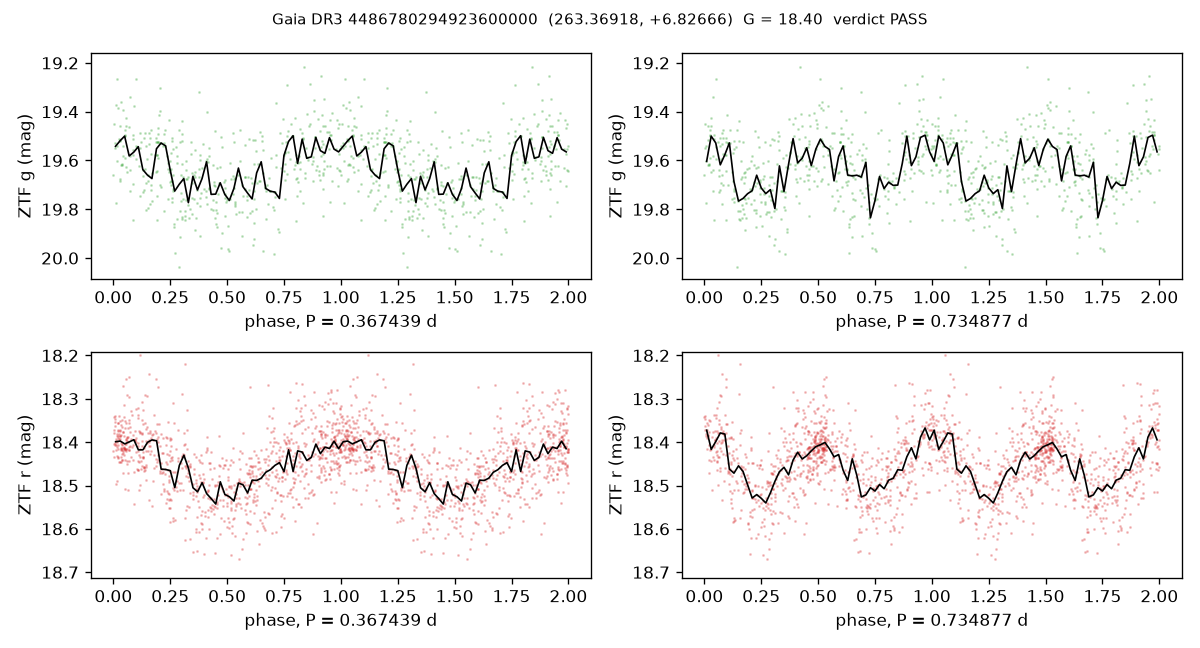 Gaia DR3 4486780294923600000  (263.36918, +6.82666)  G = 18.40  verdict PASS
ZTF g (mag)
19.2
19.4
19.6
19.8
20.0
0.00 0.25 0.50 0.75 1.00 1.25 1.50 1.75 2.00
phase, P = 0.367439 d
ZTF g (mag)
19.2
19.4
19.6
19.8
20.0
0.00 0.25 0.50 0.75 1.00 1.25 1.50 1.75 2.00
phase, P = 0.734877 d
ZTF r (mag)
18.2
18.3
18.4
18.5
18.6
18.7
0.00 0.25 0.50 0.75 1.00 1.25 1.50 1.75 2.00
phase, P = 0.367439 d
ZTF r (mag)
18.2
18.3
18.4
18.5
18.6
18.7
0.00 0.25 0.50 0.75 1.00 1.25 1.50 1.75 2.00
phase, P = 0.734877 d